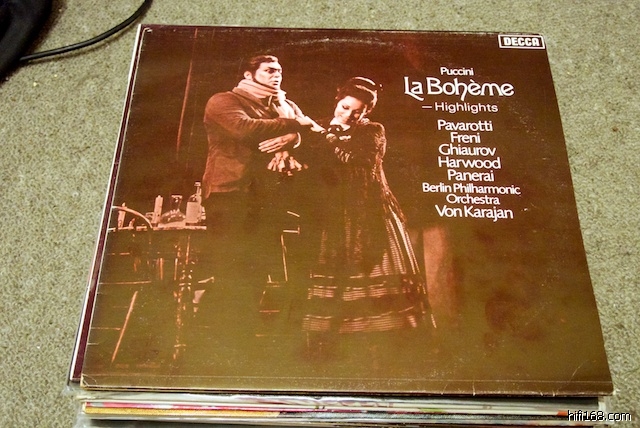 DECCA
Puccini
La Bohème
—Highlights
Pavarotti
Freni
Ghiaurov
Harwood
Panerai
Berlin Philharmonic
Orchestra
Von Karajan
hifi168.com